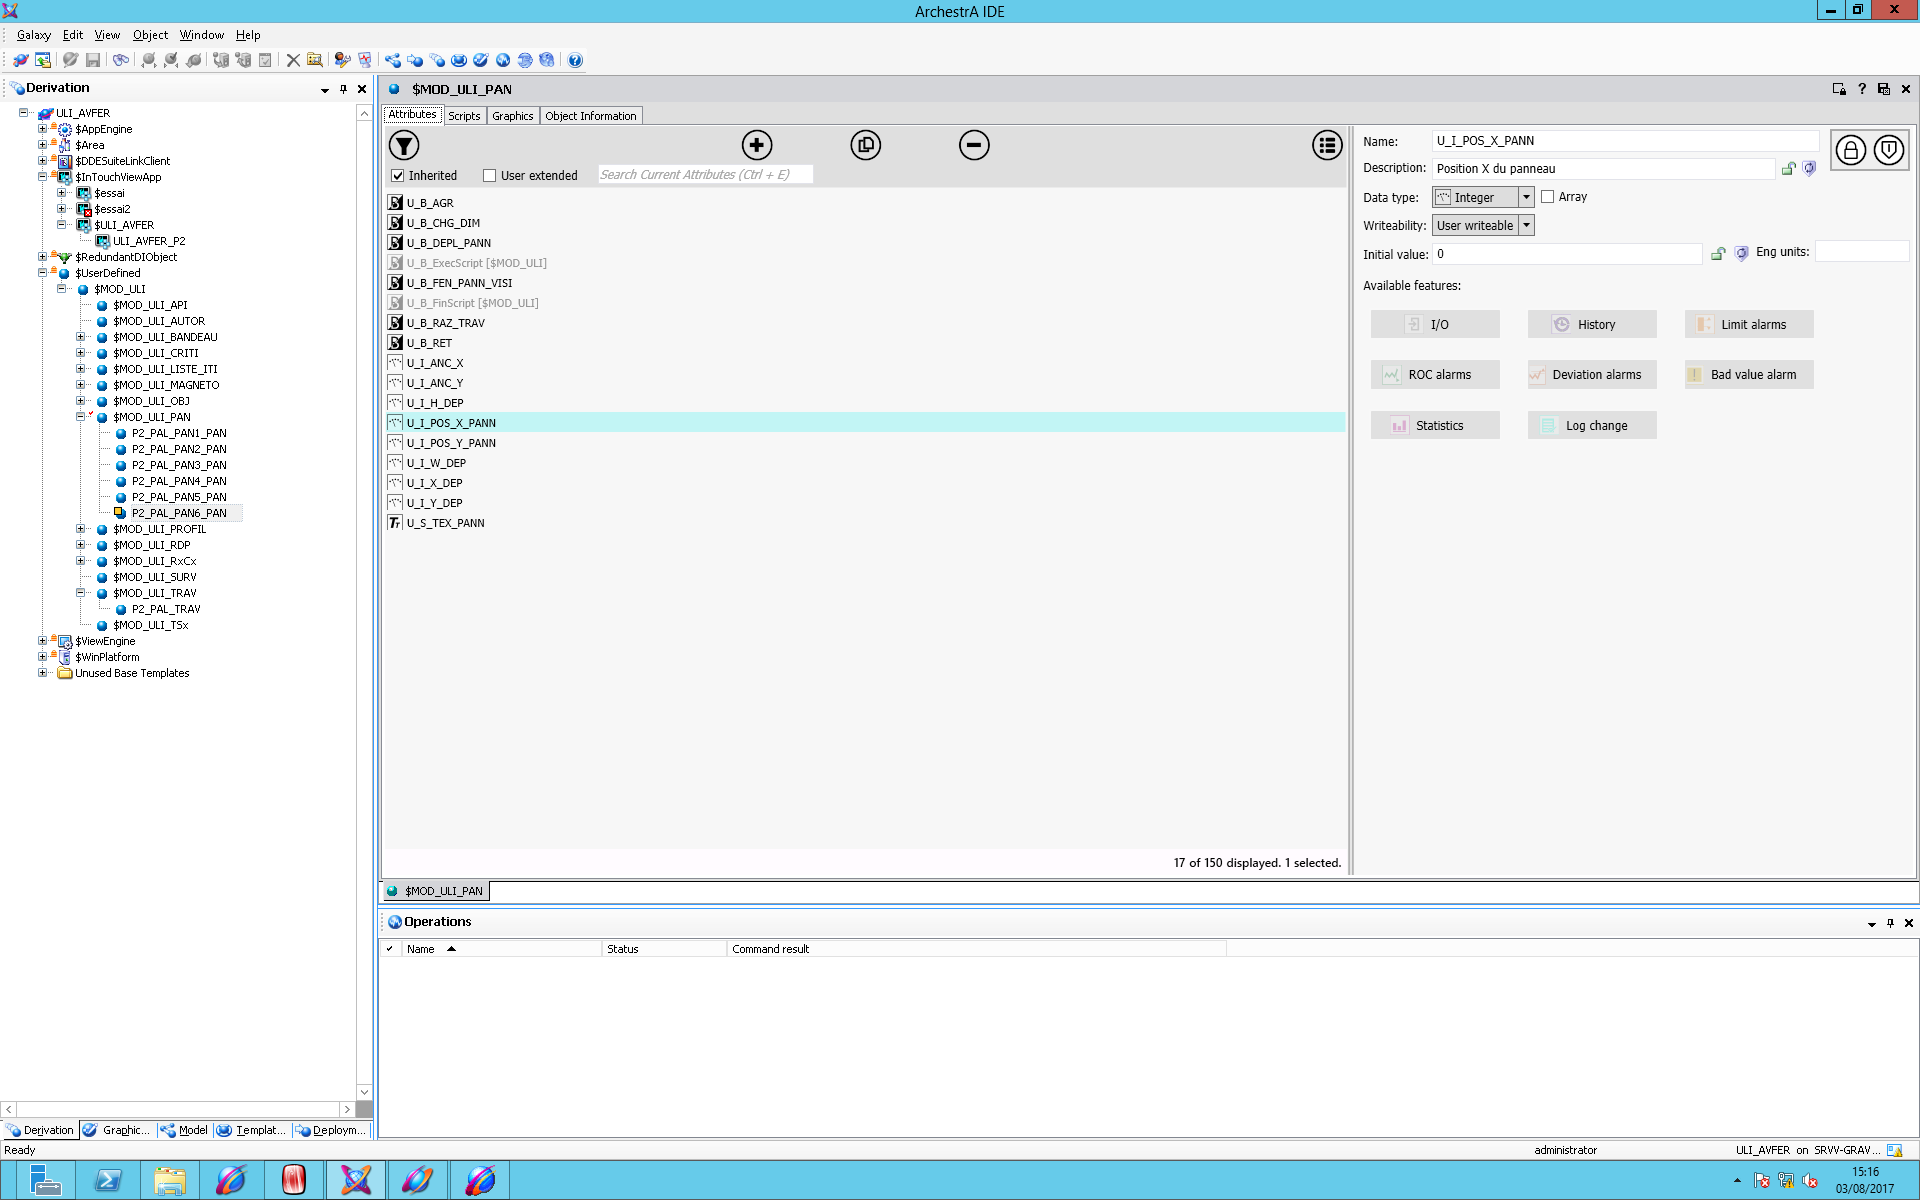 ArchestrA IDE
Galaxy Edit View Object Window Help
Derivation
ULI_AVFER
$AppEngine
$Area
$DDESuiteLinkClient
$InTouchViewApp
$essai
$essai2
$ULI_AVFER
ULI_AVFER_P2
$RedundantDIObject
$UserDefined
$MOD_ULI
$MOD_ULI_API
$MOD_ULI_AUTOR
$MOD_ULI_BANDEAU
$MOD_ULI_CRITI
$MOD_ULI_LISTE_ITI
$MOD_ULI_MAGNETO
$MOD_ULI_OBJ
$MOD_ULI_PAN
P2_PAL_PAN1_PAN
P2_PAL_PAN2_PAN
P2_PAL_PAN3_PAN
P2_PAL_PAN4_PAN
P2_PAL_PAN5_PAN
P2_PAL_PAN6_PAN
$MOD_ULI_PROFIL
$MOD_ULI_RDP
$MOD_ULI_RxCx
$MOD_ULI_SURV
$MOD_ULI_TRAV
P2_PAL_TRAV
$MOD_ULI_TSx
$ViewEngine
$WinPlatform
Unused Base Templates
Derivation Graphic... Model Templat... Deploym...
$MOD_ULI_PAN
Attributes Scripts Graphics Object Information
Inherited User extended Search Current Attributes (Ctrl + E)
U_B_AGR
U_B_CHG_DIM
U_B_DEPL_PANN
U_B_ExecScript [$MOD_ULI]
U_B_FEN_PANN_VISI
U_B_FinScript [$MOD_ULI]
U_B_RAZ_TRAV
U_B_RET
U_I_ANC_X
U_I_ANC_Y
U_I_H_DEP
U_I_POS_X_PANN
U_I_POS_Y_PANN
U_I_W_DEP
U_I_X_DEP
U_I_Y_DEP
U_S_TEX_PANN
17 of 150 displayed. 1 selected.
Name: U_I_POS_X_PANN
Description: Position X du panneau
Data type: Integer Array
Writeability: User writeable
Initial value: 0 Eng units:
Available features:
I/O History Limit alarms
ROC alarms Deviation alarms Bad value alarm
Statistics Log change
$MOD_ULI_PAN
Operations
Name Status Command result
Ready administrator ULI_AVFER on SRVV-GRAV...
15:16
03/08/2017